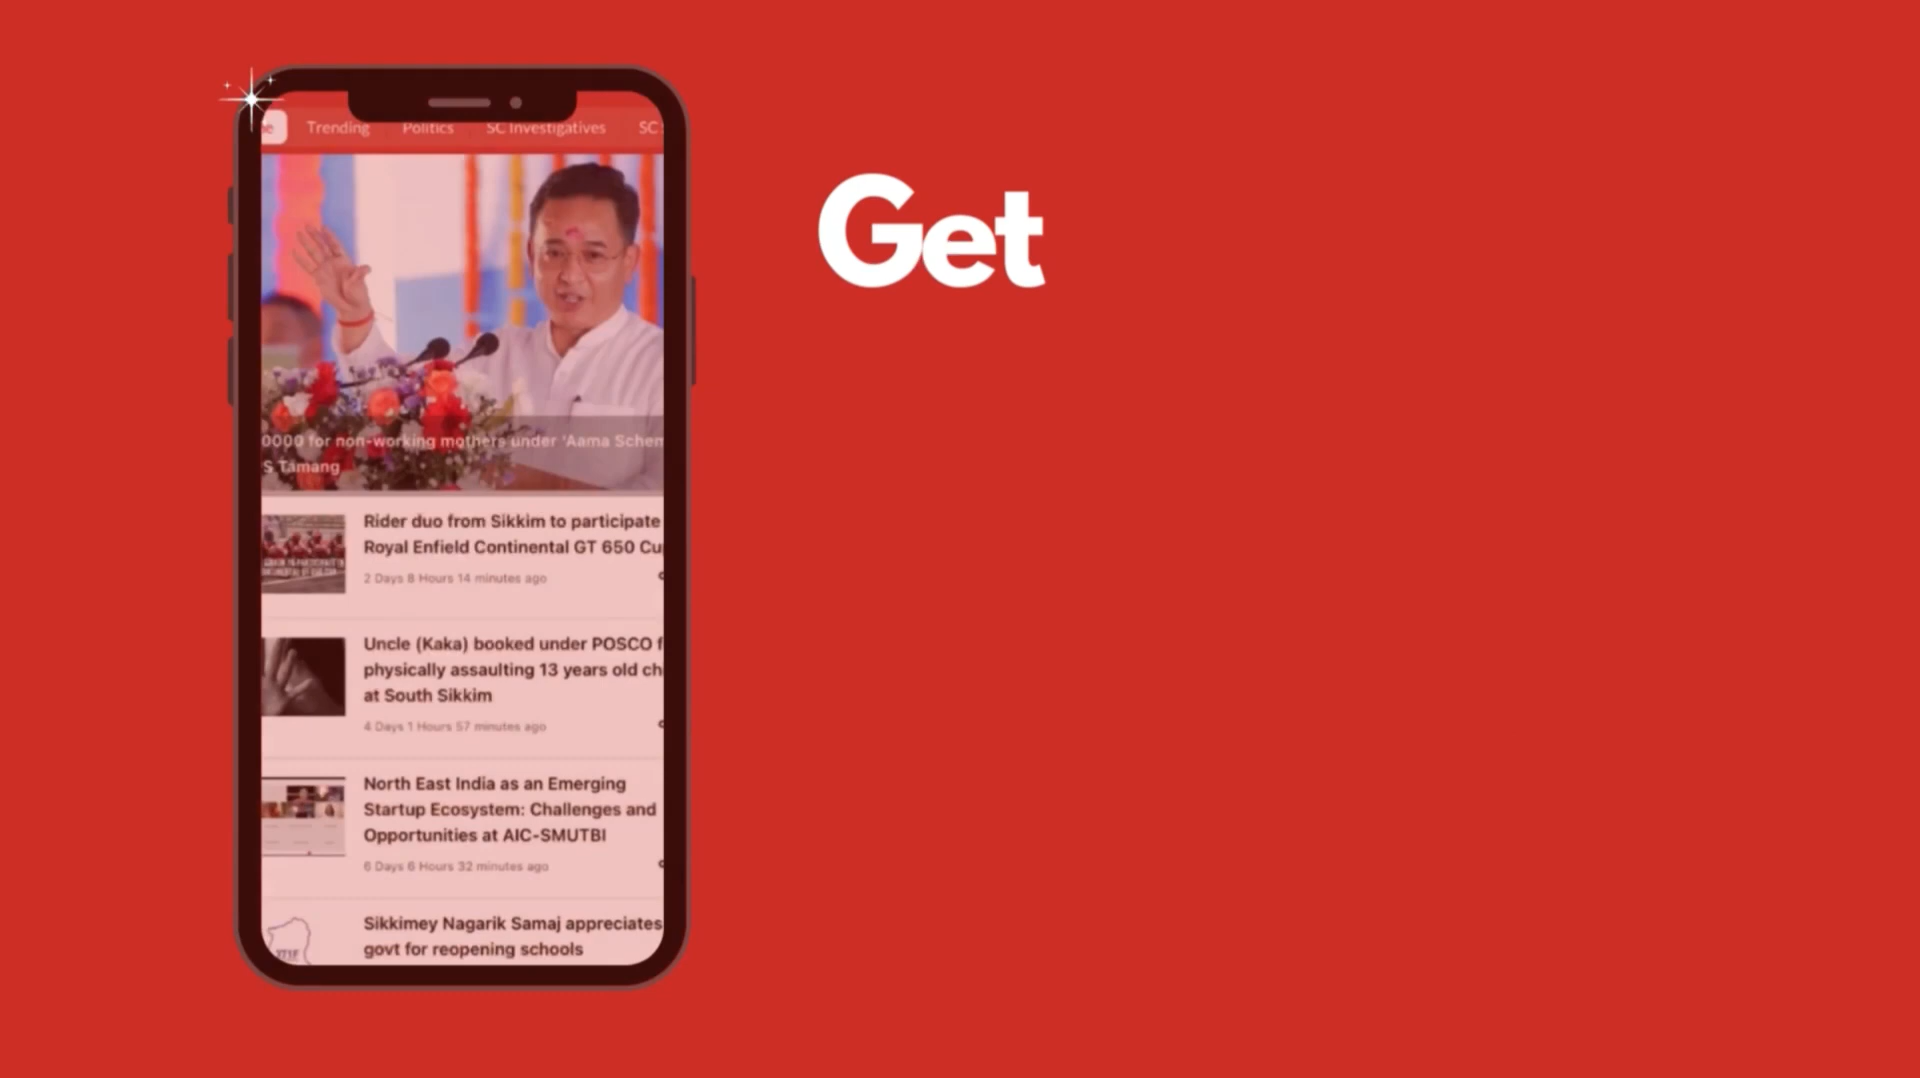 Trending Politics SC Investigatives SC
Get
0000 for non-working mothers under 'Aama Schem
S Tamang
Rider duo from Sikkim to participate
Royal Enfield Continental GT 650 Cu
2 Days 8 Hours 14 minutes ago
Uncle (Kaka) booked under POSCO f
physically assaulting 13 years old ch
at South Sikkim
4 Days 1 Hours 57 minutes ago
North East India as an Emerging
Startup Ecosystem: Challenges and
Opportunities at AIC-SMUTBI
6 Days 6 Hours 32 minutes ago
Sikkimey Nagarik Samaj appreciates
govt for reopening schools